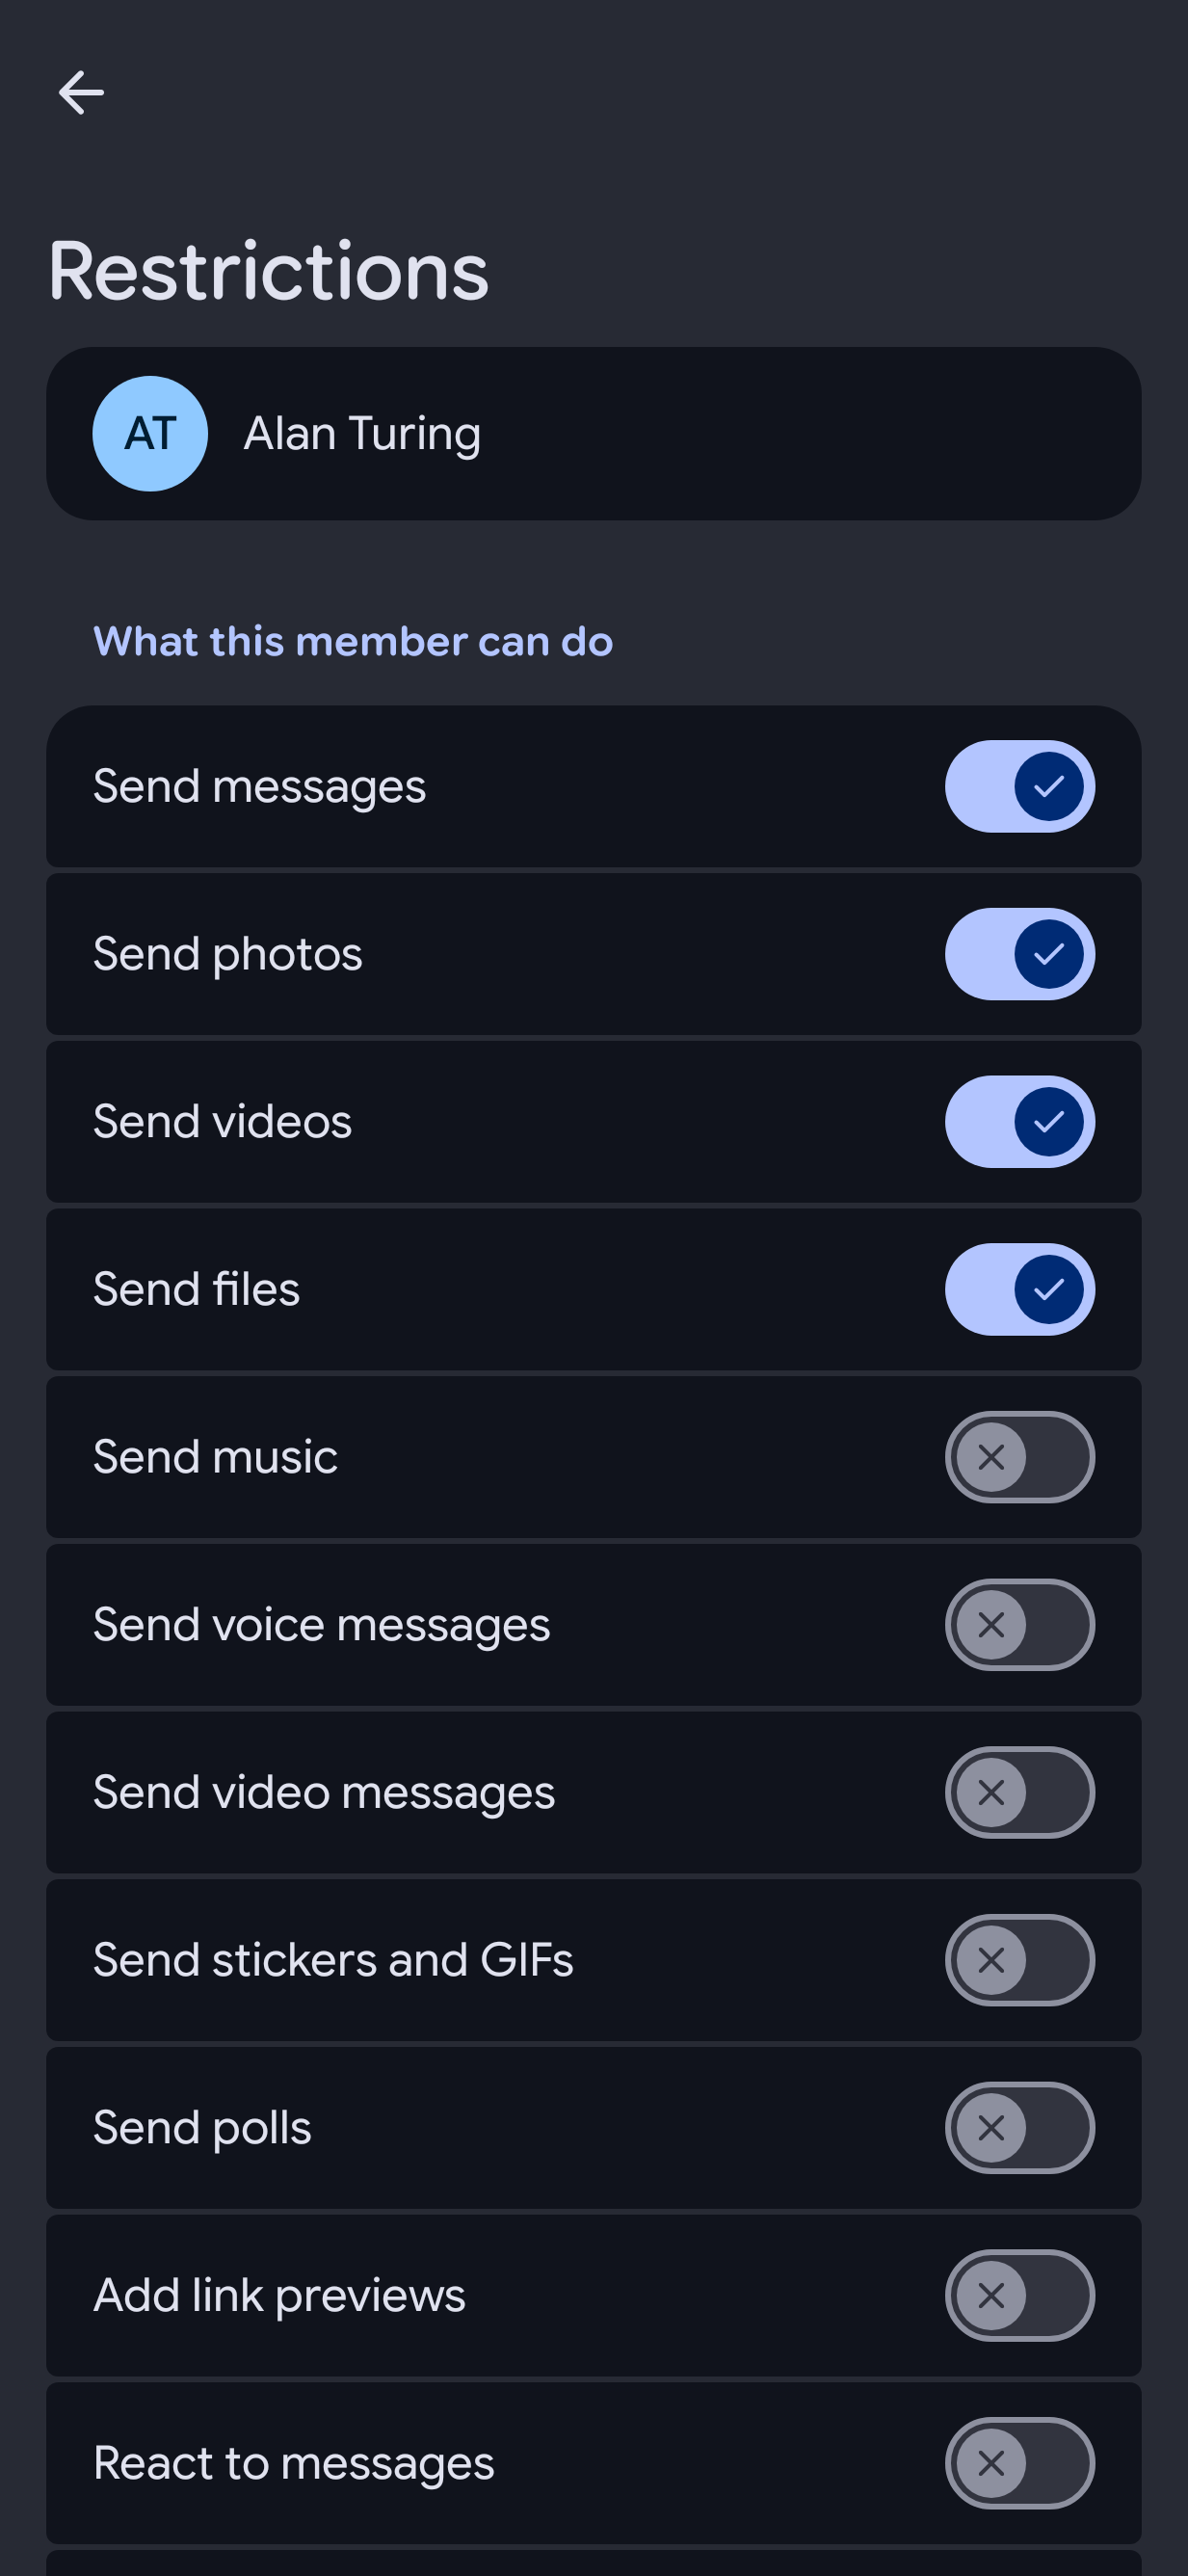 Restrictions
AT
Alan Turing
What this member can do
Send messages
Send photos
Send videos
Send files
Send music
Send voice messages
Send video messages
Send stickers and GIFs
Send polls
Add link previews
React to messages